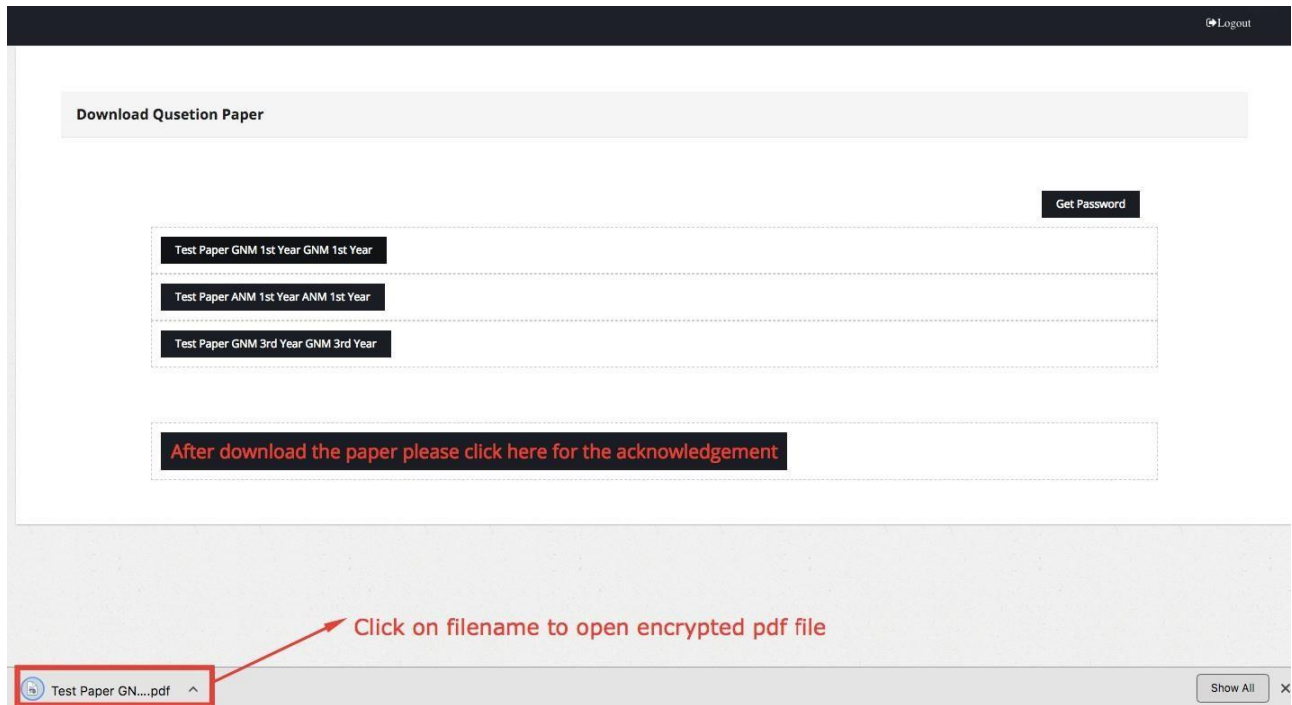 Logout
Download Qusetion Paper
Get Password
Test Paper GNM 1st Year GNM 1st Year
Test Paper ANM 1st Year ANM 1st Year
Test Paper GNM 3rd Year GNM 3rd Year
After download the paper please click here for the acknowledgement
Click on filename to open encrypted pdf file
Test Paper GN....pdf
Show All